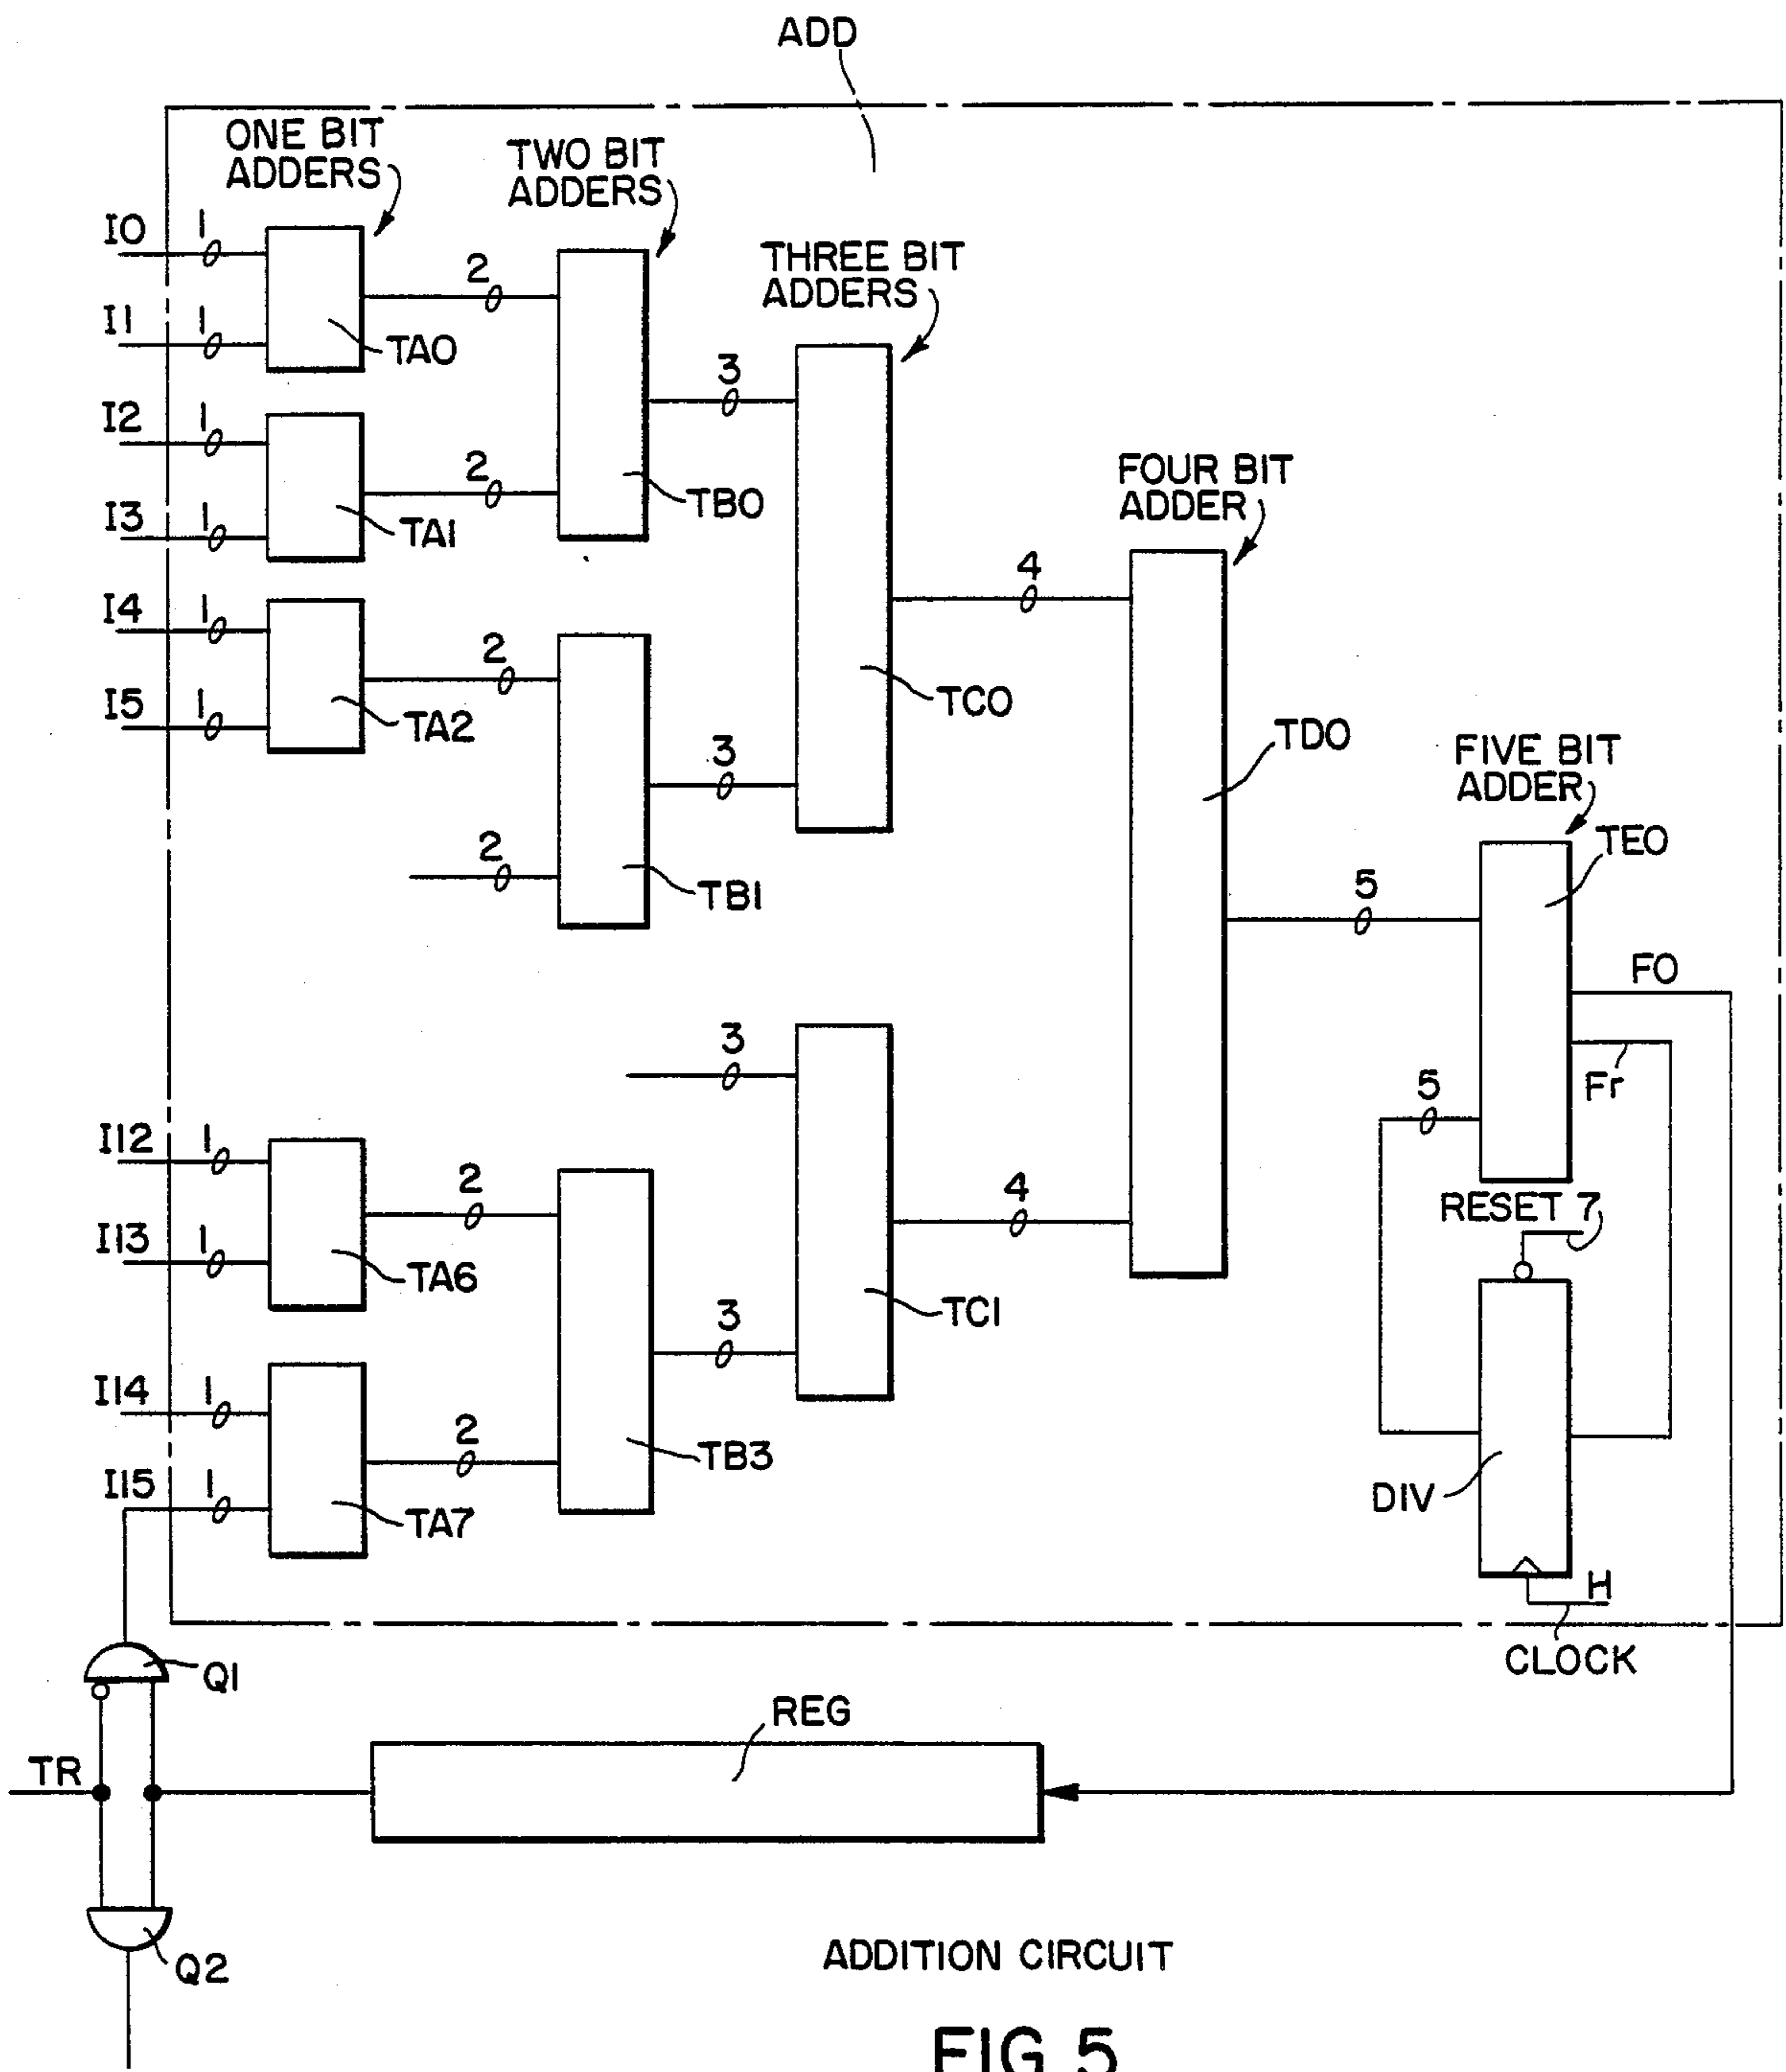 ADD
ONE BIT
ADDERS
TWO BIT
ADDERS
THREE BIT
ADDERS
FOUR BIT
ADDER
FIVE BIT
ADDER
I0
1
I1
1
TA0
2
I2
1
I3
1
TA1
2
TB0
3
I4
1
I5
1
TA2
2
2
TB1
3
TC0
4
TD0
5
TE0
FO
Fr
5
RESET 7
3
I12
1
I13
1
TA6
2
I14
1
I15
1
TA7
2
TB3
3
TC1
4
DIV
H
CLOCK
Q1
TR
REG
Q2
ADDITION CIRCUIT
FIG.5